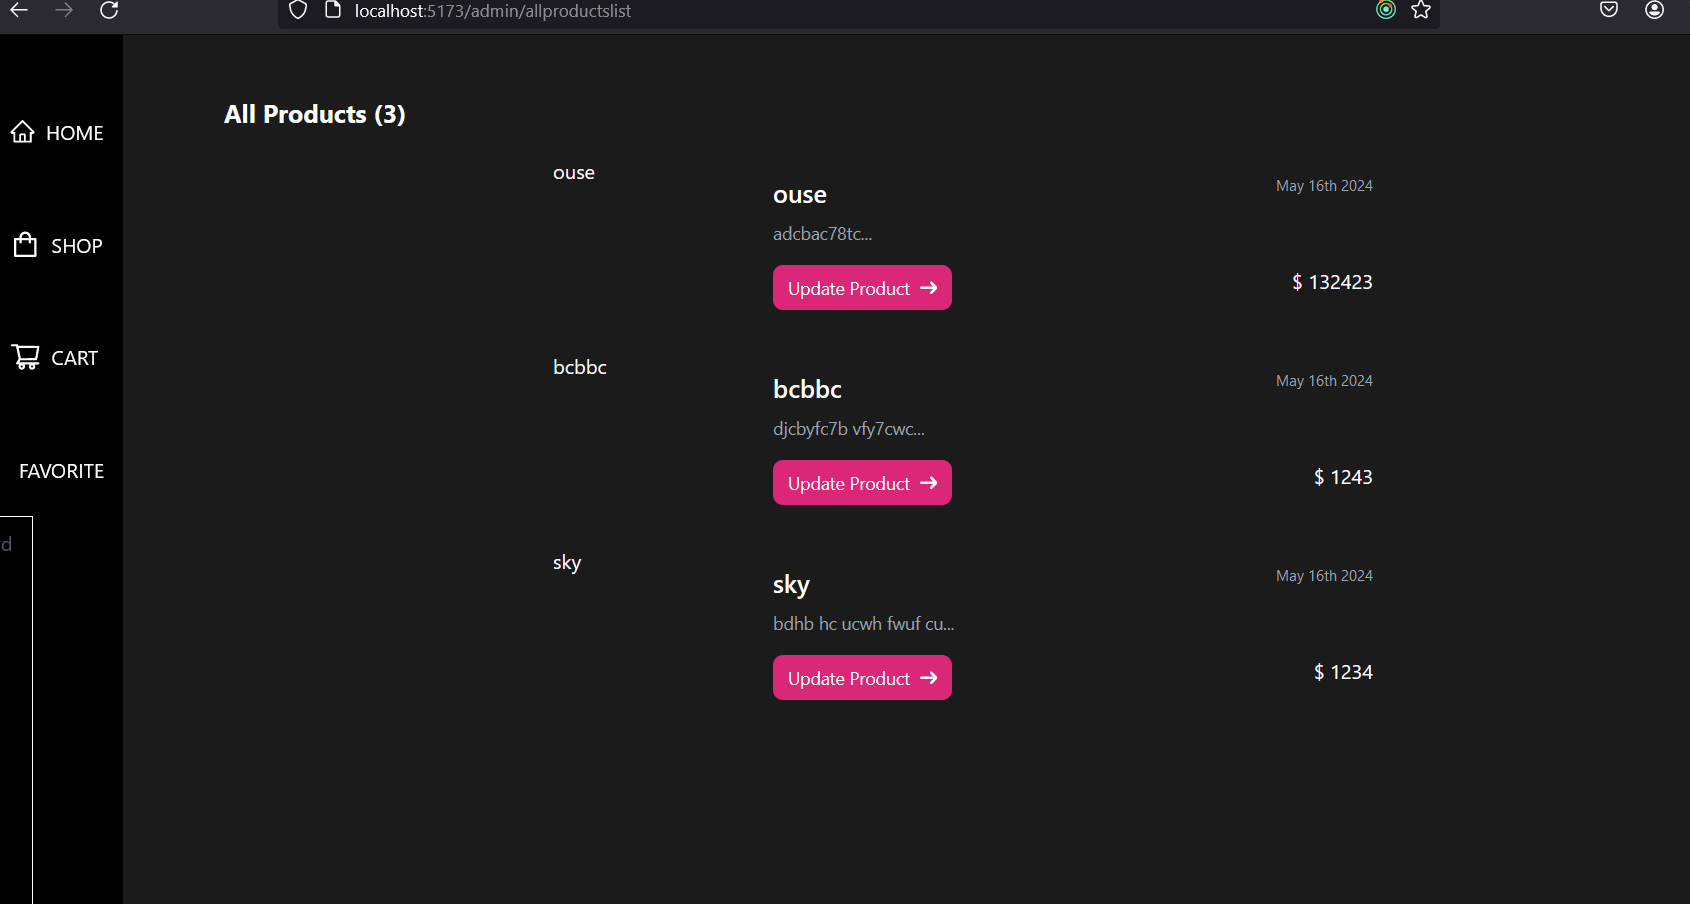 localhost:5173/admin/allproductslist
All Products (3)
HOME
SHOP
CART
FAVORITE
rd
ouse
ouse
adcbac78tc...
Update Product
May 16th 2024
$ 132423
bcbbc
bcbbc
djcbyfc7b vfy7cwc...
Update Product
May 16th 2024
$ 1243
sky
sky
bdhb hc ucwh fwuf cu...
Update Product
May 16th 2024
$ 1234